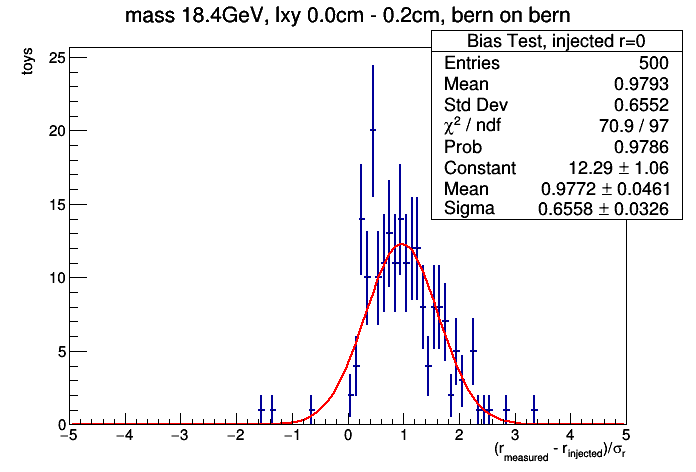 mass 18.4GeV, lxy 0.0cm - 0.2cm, bern on bern
Bias Test, injected r=0
Entries 500
Mean 0.9793
Std Dev 0.6552
χ² / ndf 70.9 / 97
Prob 0.9786
Constant 12.29 ± 1.06
Mean 0.9772 ± 0.0461
Sigma 0.6558 ± 0.0326
toys
25
20
15
10
5
0
−5 −4 −3 −2 −1 0 1 2 3 4 5
(r_measured - r_injected)/σ_r